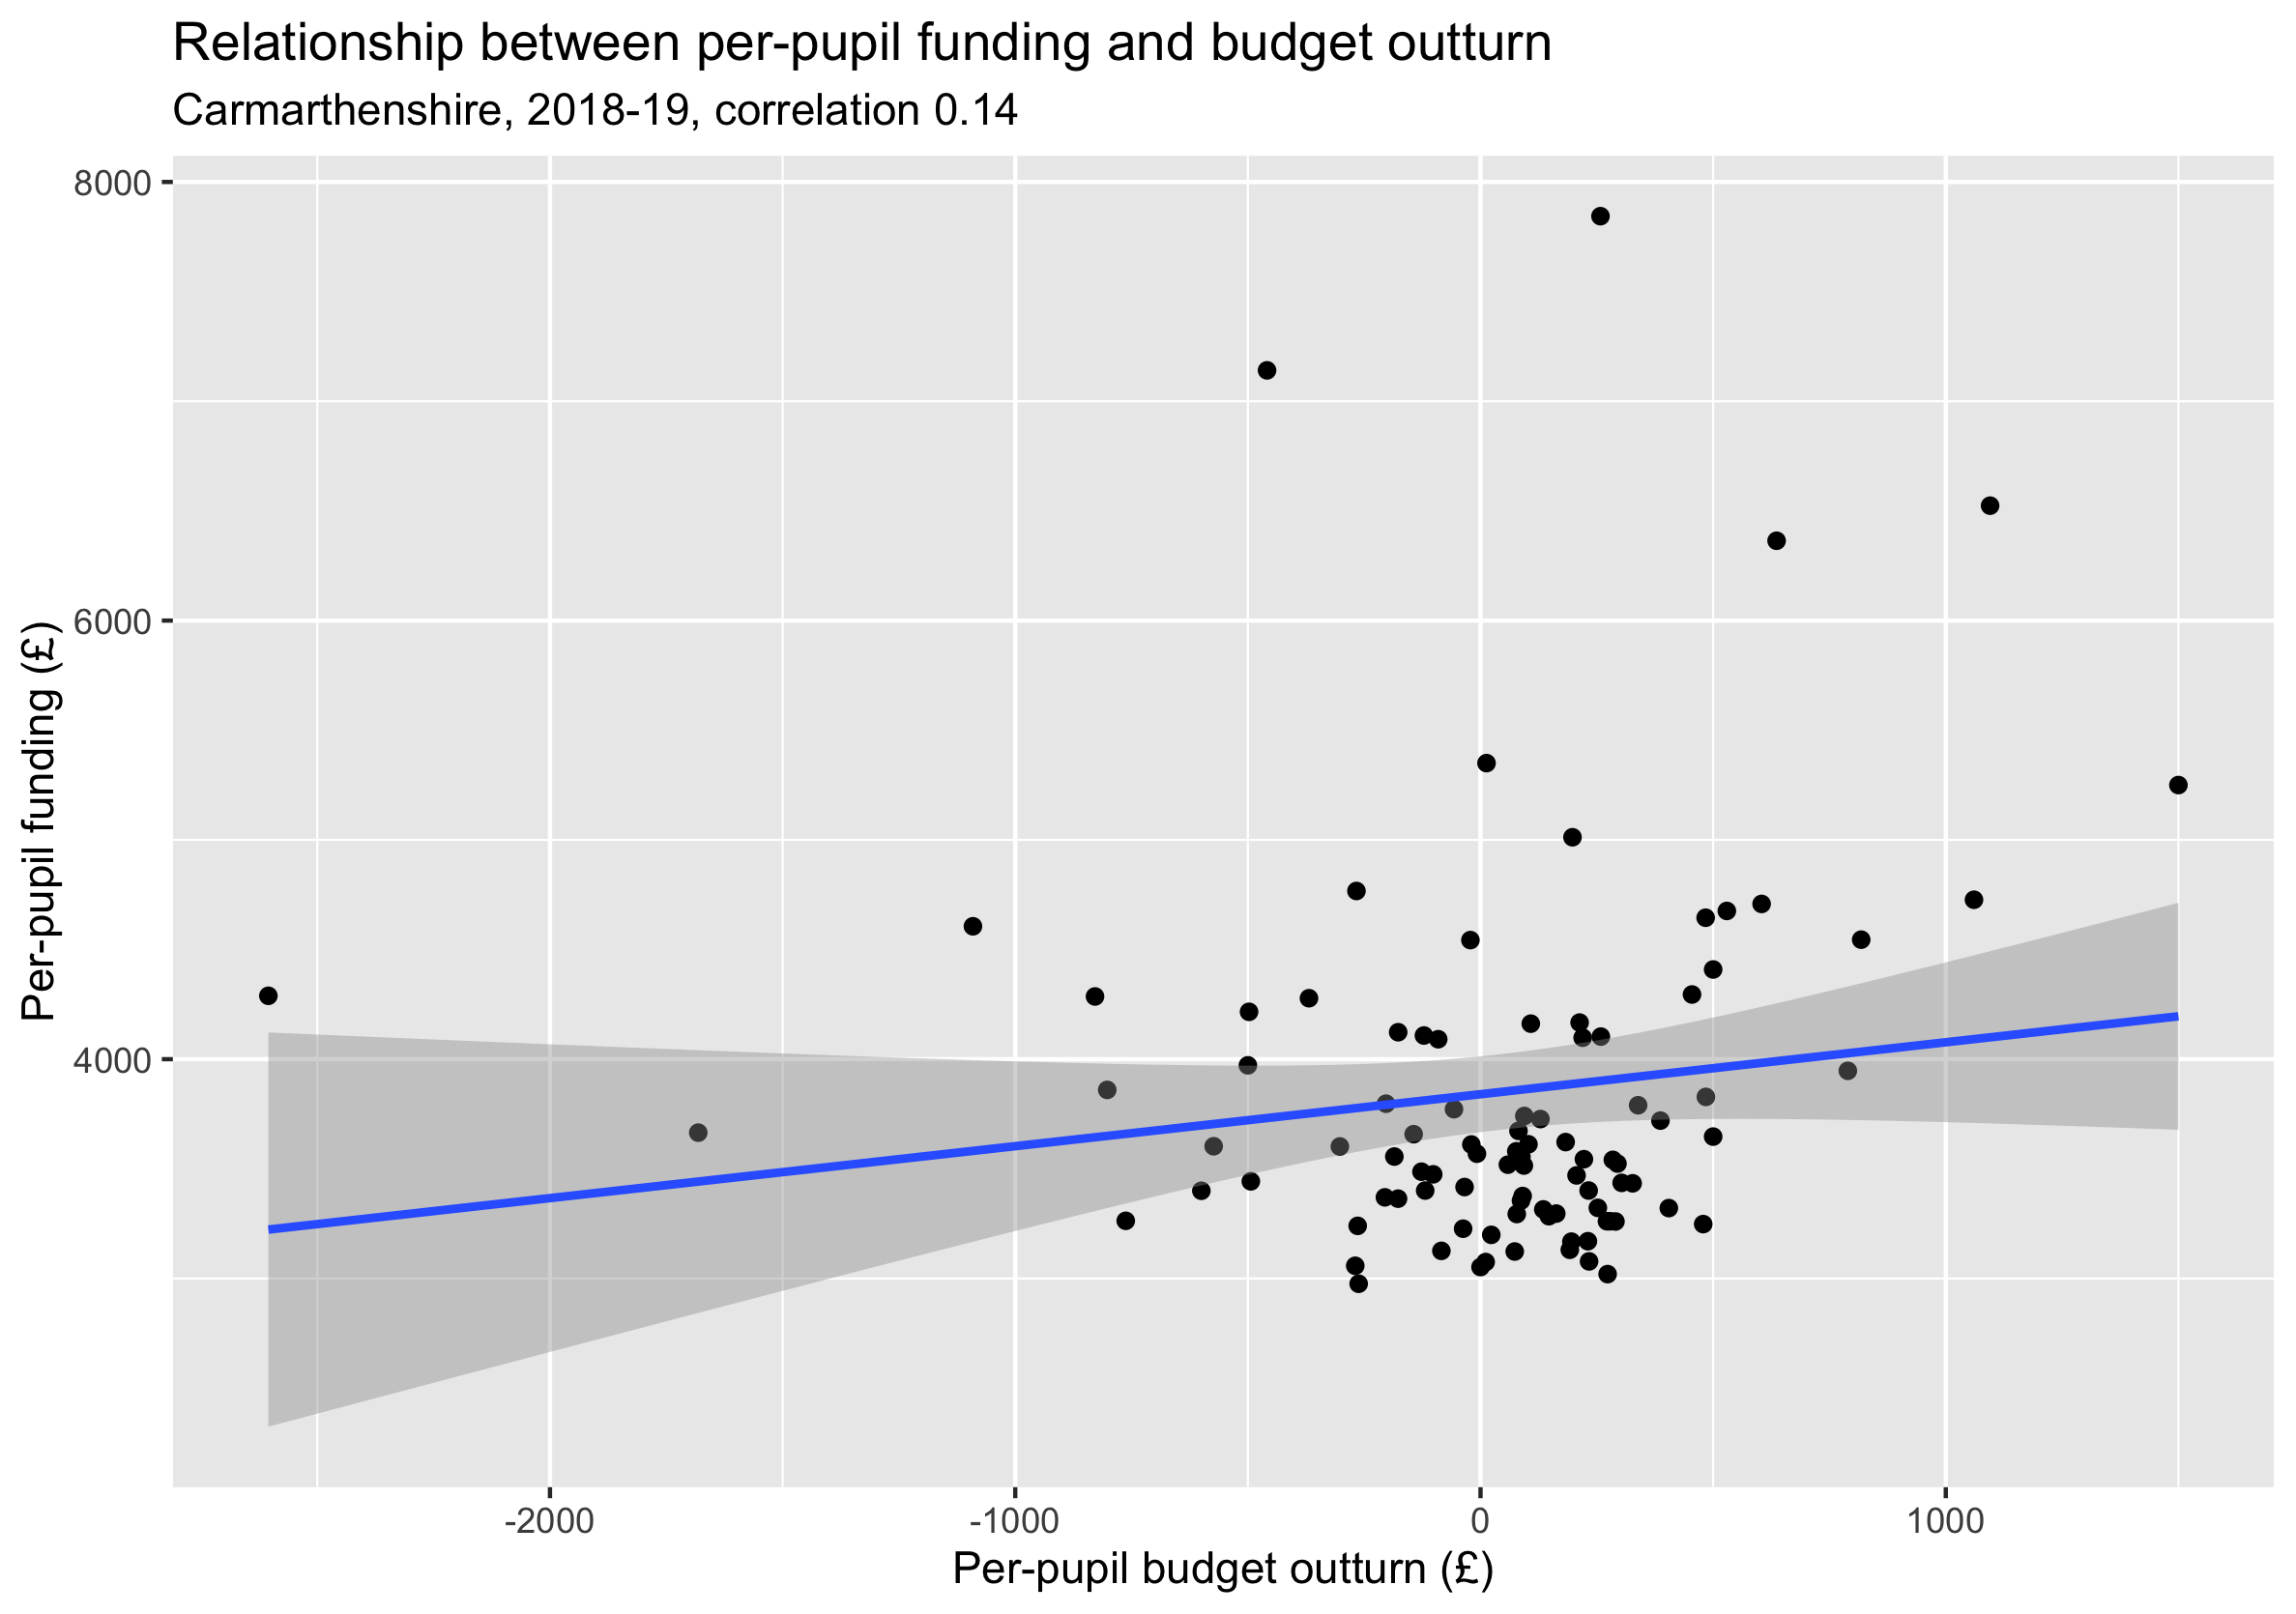 Relationship between per-pupil funding and budget outturn
Carmarthenshire, 2018-19, correlation 0.14
8000
6000
4000
Per-pupil funding (£)
-2000
-1000
0
1000
Per-pupil budget outturn (£)